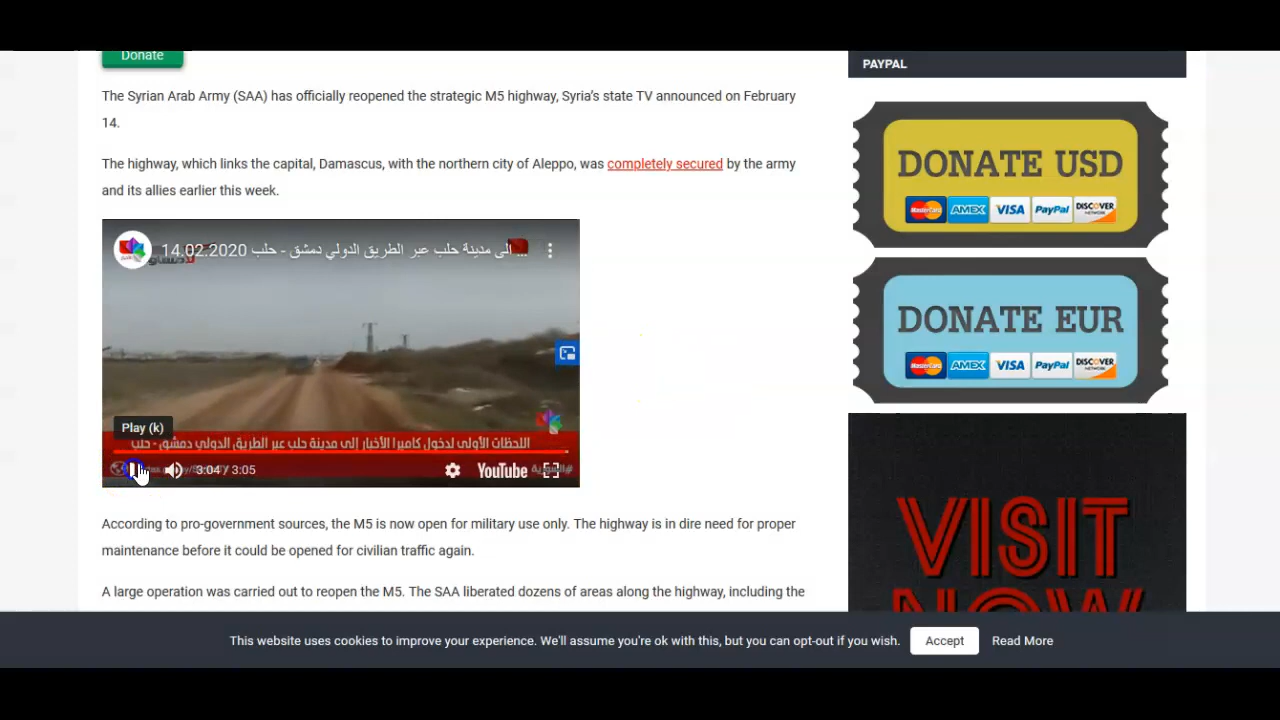 Donate
The Syrian Arab Army (SAA) has officially reopened the strategic M5 highway, Syria's state TV announced on February
14.
The highway, which links the capital, Damascus, with the northern city of Aleppo, was completely secured by the army
and its allies earlier this week.
الى مدينة حلب عبر الطريق الدولي دمشق - حلب 14.02.2020 ...
Play (k)
اللحظات الأولى لدخول كاميرا الأخبار إلى مدينة حلب عبر الطريق الدولي دمشق - حلب
3:04 / 3:05
YouTube
#السورية
According to pro-government sources, the M5 is now open for military use only. The highway is in dire need for proper
maintenance before it could be opened for civilian traffic again.
A large operation was carried out to reopen the M5. The SAA liberated dozens of areas along the highway, including the
PAYPAL
DONATE USD
MasterCard AMEX VISA PayPal DISCOVER NETWORK
DONATE EUR
MasterCard AMEX VISA PayPal DISCOVER NETWORK
VISIT
NOW
This website uses cookies to improve your experience. We'll assume you're ok with this, but you can opt-out if you wish.
Accept
Read More